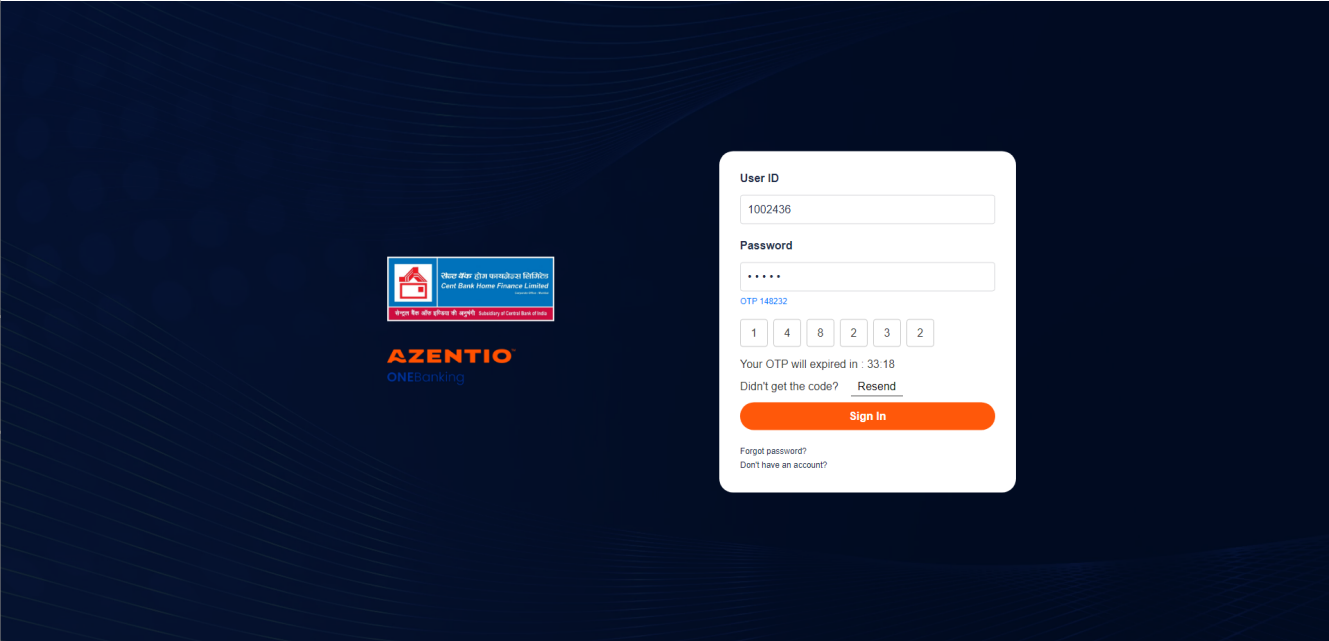 सेन्ट बैंक होम फायनेन्स लिमिटेड
Cent Bank Home Finance Limited
सेन्ट्रल बैंक ऑफ इण्डिया की अनुषंगी Subsidiary of Central Bank of India
AZENTIO
ONEBanking
User ID
1002436
Password
•••••
OTP 148232
1 4 8 2 3 2
Your OTP will expired in : 33:18
Didn't get the code? Resend
Sign In
Forgot password?
Don't have an account?